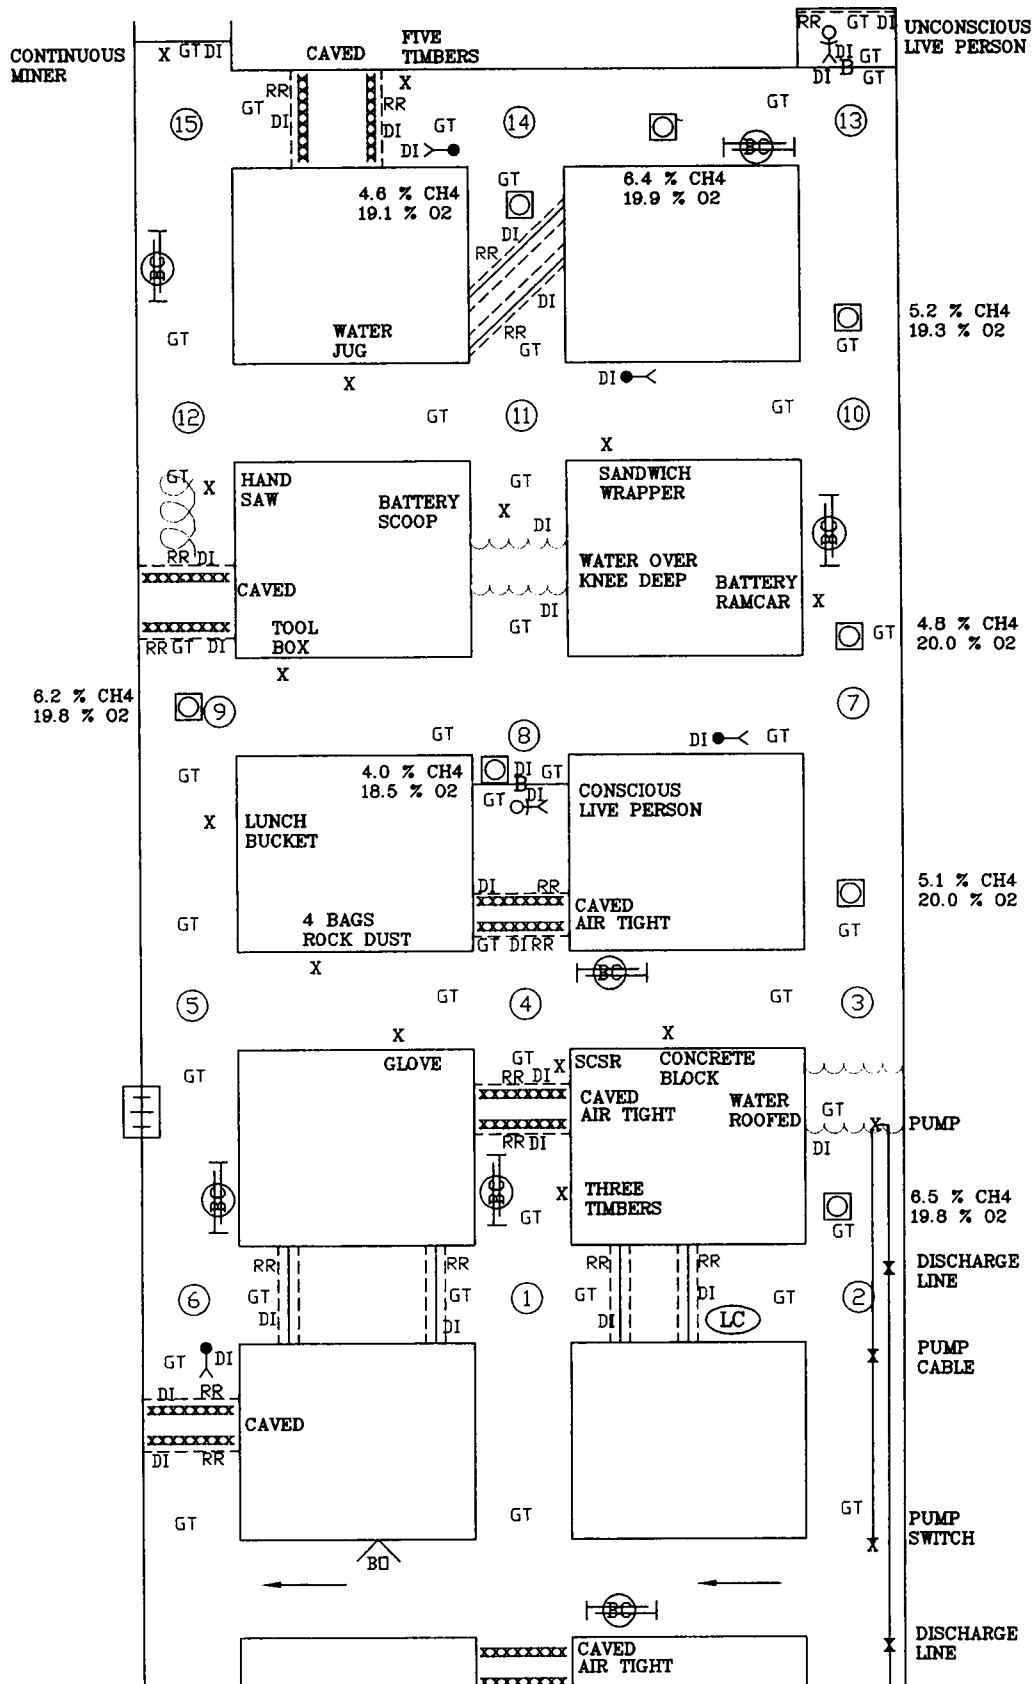 RR GT DI
UNCONSCIOUS
LIVE PERSON
CONTINUOUS
MINER
X GT DI
CAVED
FIVE
TIMBERS
X
DI
GT
DI B GT
RR
GT
DI
RR
DI
GT
15
14
13
DI
GT
BC
4.6 % CH4
19.1 % O2
GT
DI
6.4 % CH4
19.9 % O2
BC
RR
DI
5.2 % CH4
19.3 % O2
GT
WATER
JUG
RR
GT
GT
X
DI
12
GT
11
GT
10
X
GT
X
HAND
SAW
BATTERY
SCOOP
GT
X
DI
SANDWICH
WRAPPER
BC
RR DI
CAVED
WATER OVER
KNEE DEEP
BATTERY
RAMCAR
X
DI
TOOL
BOX
GT
RR GT DI
X
GT
4.8 % CH4
20.0 % O2
6.2 % CH4
19.8 % O2
9
7
GT
8
DI
GT
GT
4.0 % CH4
18.5 % O2
DI
B
GT
GT
DI
CONSCIOUS
LIVE PERSON
X
LUNCH
BUCKET
DI
RR
5.1 % CH4
20.0 % O2
GT
4 BAGS
ROCK DUST
CAVED
AIR TIGHT
GT
GT DI RR
X
BC
5
GT
4
GT
3
X
GLOVE
X
GT
GT
X
SCSR
CONCRETE
BLOCK
RR DI
CAVED
AIR TIGHT
WATER
ROOFED
GT
X
PUMP
RR DI
DI
BC
BC
X
THREE
TIMBERS
GT
GT
6.5 % CH4
19.8 % O2
RR
RR
RR
RR
DISCHARGE
LINE
X
6
GT
GT
1
GT
DI
GT
2
DI
DI
DI
LC
GT
DI
PUMP
CABLE
X
DI RR
CAVED
DI RR
GT
GT
GT
PUMP
SWITCH
X
BO
BC
DISCHARGE
LINE
X
CAVED
AIR TIGHT